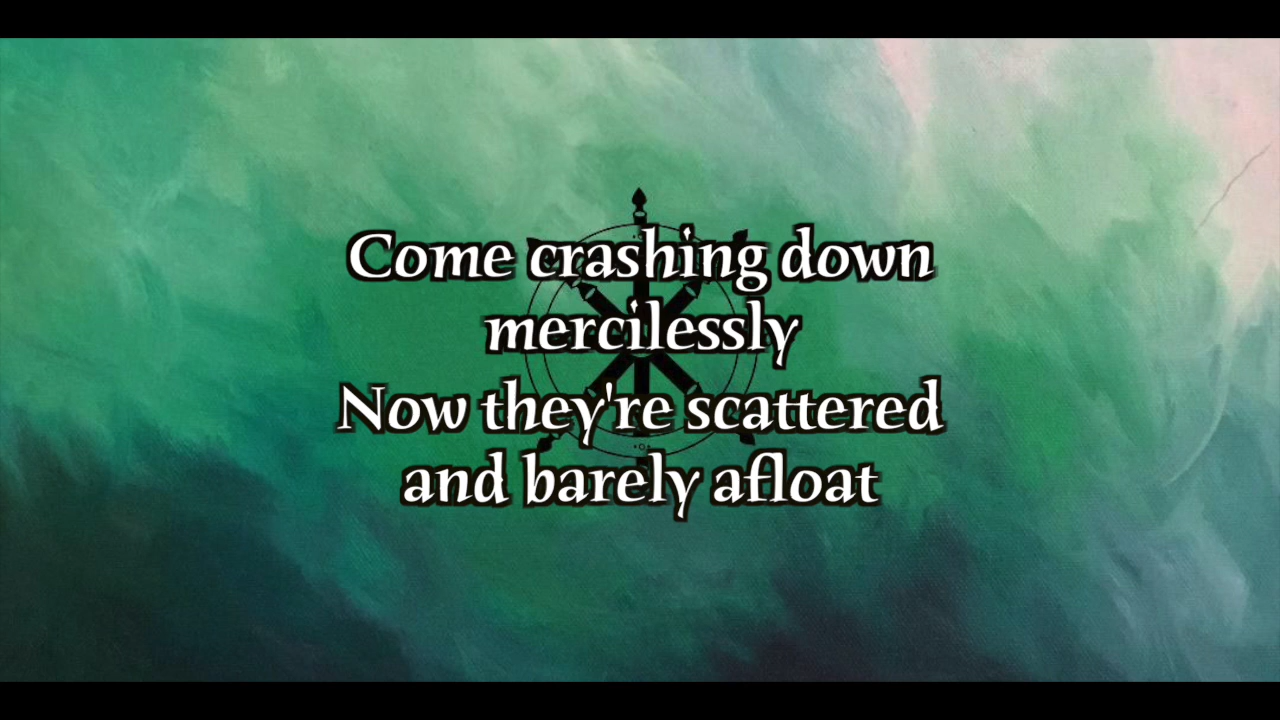 Come crashing down
mercilessly
Now they're scattered
and barely afloat